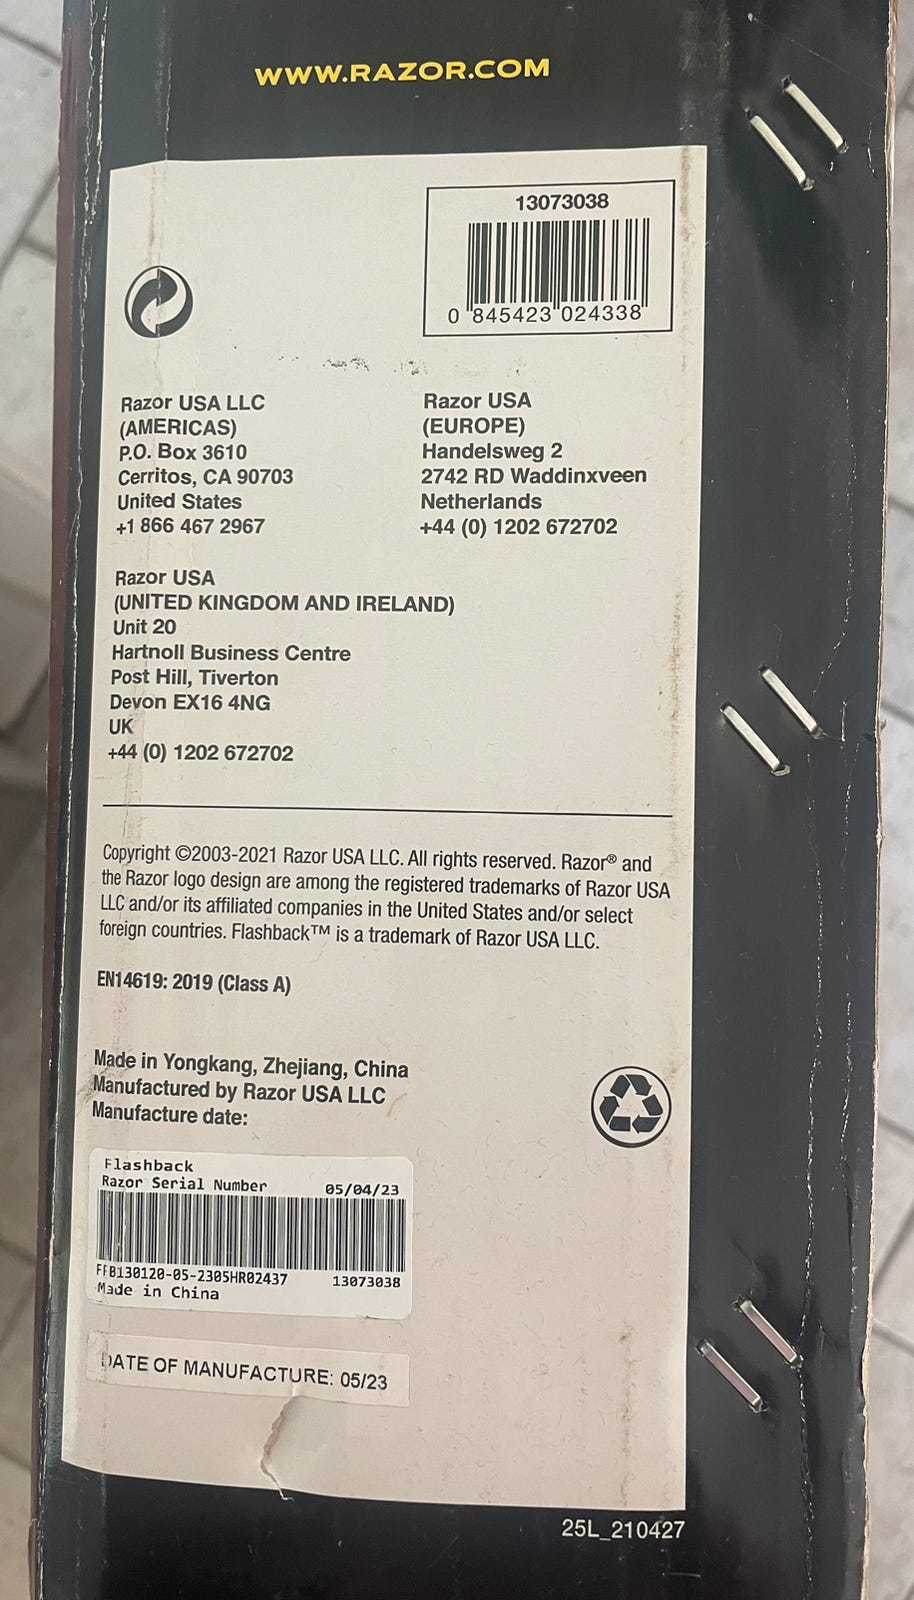 WWW.RAZOR.COM
13073038
0 845423 024338
Razor USA LLC
(AMERICAS)
P.O. Box 3610
Cerritos, CA 90703
United States
+1 866 467 2967
Razor USA
(EUROPE)
Handelsweg 2
2742 RD Waddinxveen
Netherlands
+44 (0) 1202 672702
Razor USA
(UNITED KINGDOM AND IRELAND)
Unit 20
Hartnoll Business Centre
Post Hill, Tiverton
Devon EX16 4NG
UK
+44 (0) 1202 672702
Copyright ©2003-2021 Razor USA LLC. All rights reserved. Razor® and
the Razor logo design are among the registered trademarks of Razor USA
LLC and/or its affiliated companies in the United States and/or select
foreign countries. Flashback™ is a trademark of Razor USA LLC.
EN14619: 2019 (Class A)
Made in Yongkang, Zhejiang, China
Manufactured by Razor USA LLC
Manufacture date:
Flashback
Razor Serial Number 05/04/23
FFB130120-05-2305HR02437 13073038
Made in China
DATE OF MANUFACTURE: 05/23
25L_210427